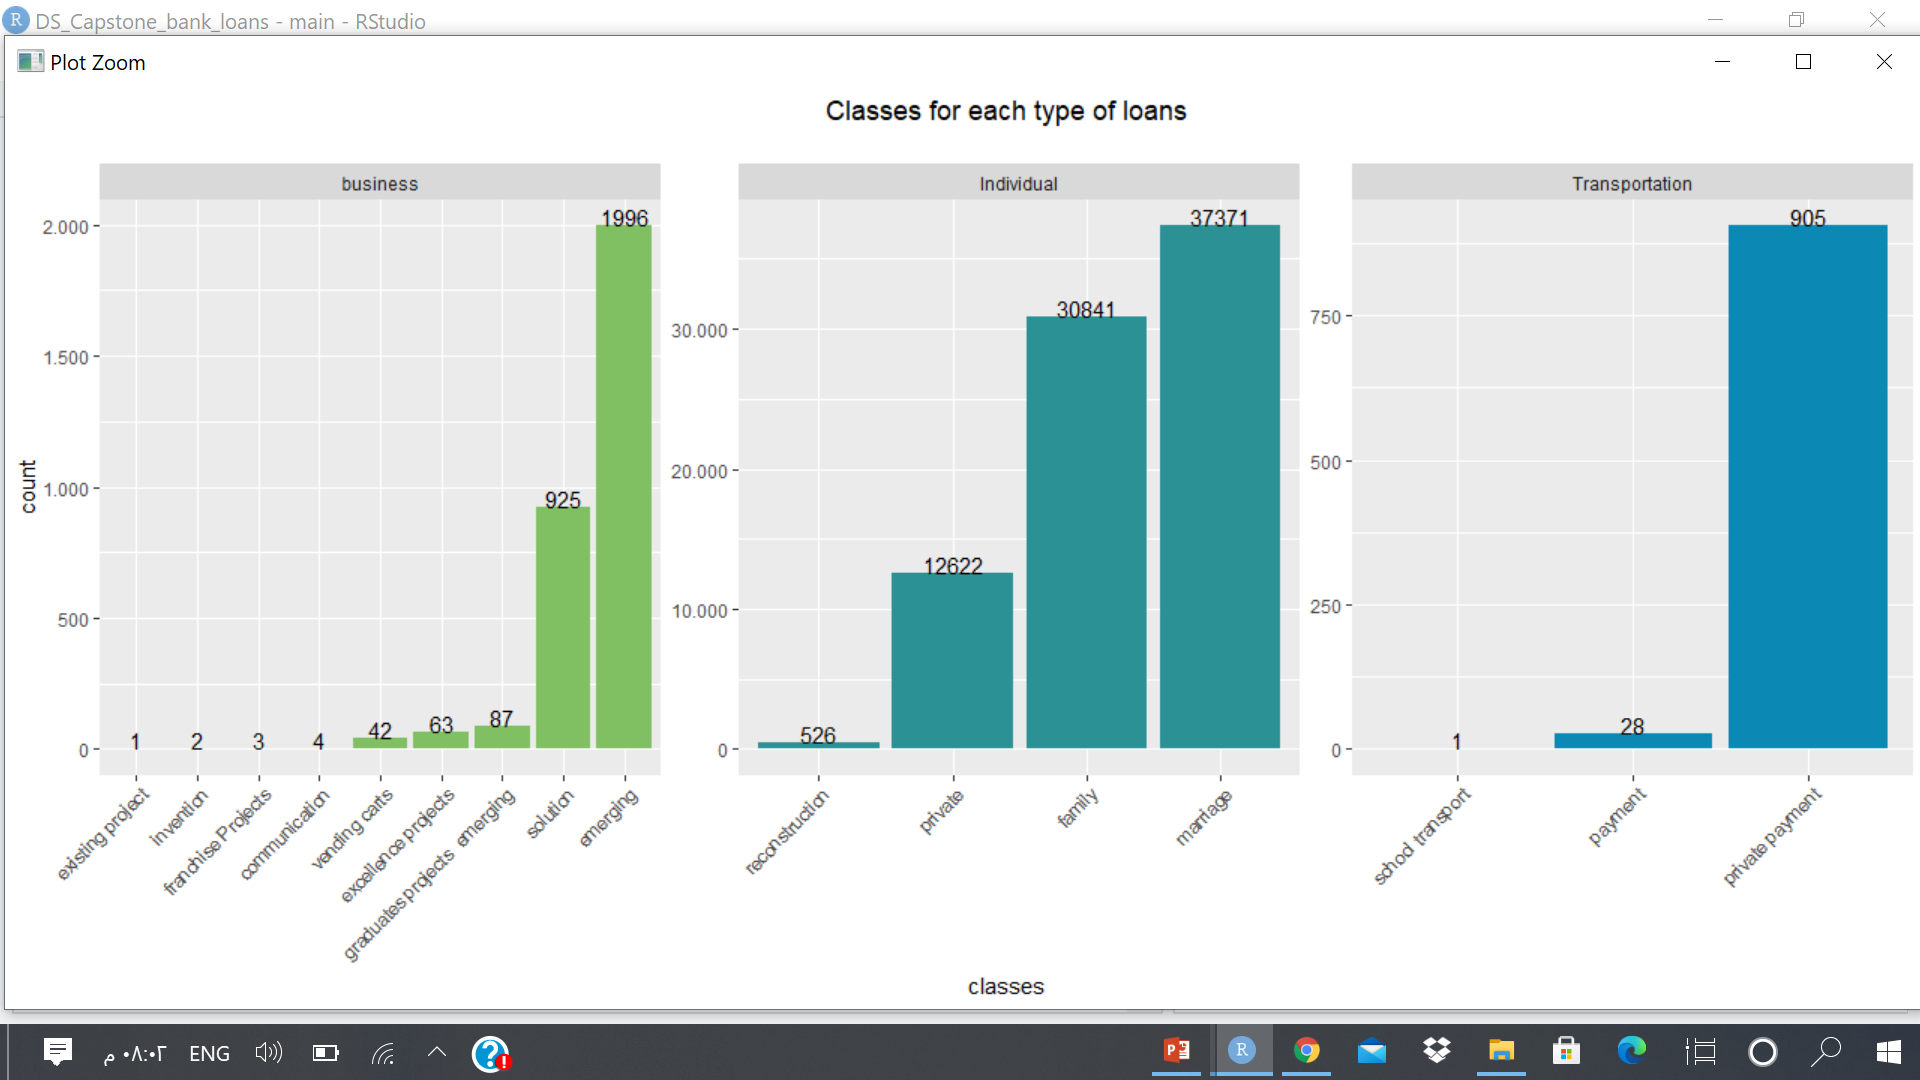 DS_Capstone_bank_loans - main - RStudio
Plot Zoom
Classes for each type of loans
business
Individual
Transportation
count
2.000
1.500
1.000
500
0
1996
925
87
63
42
4
3
2
1
existing project
invention
franchise Projects
communication
vending carts
excellence projects
graduates projects emerging
solution
emerging
30.000
20.000
10.000
0
526
12622
30841
37371
reconstruction
private
family
marriage
750
500
250
0
1
28
905
school transport
payment
private payment
classes
٠٨:٠٢ م
ENG